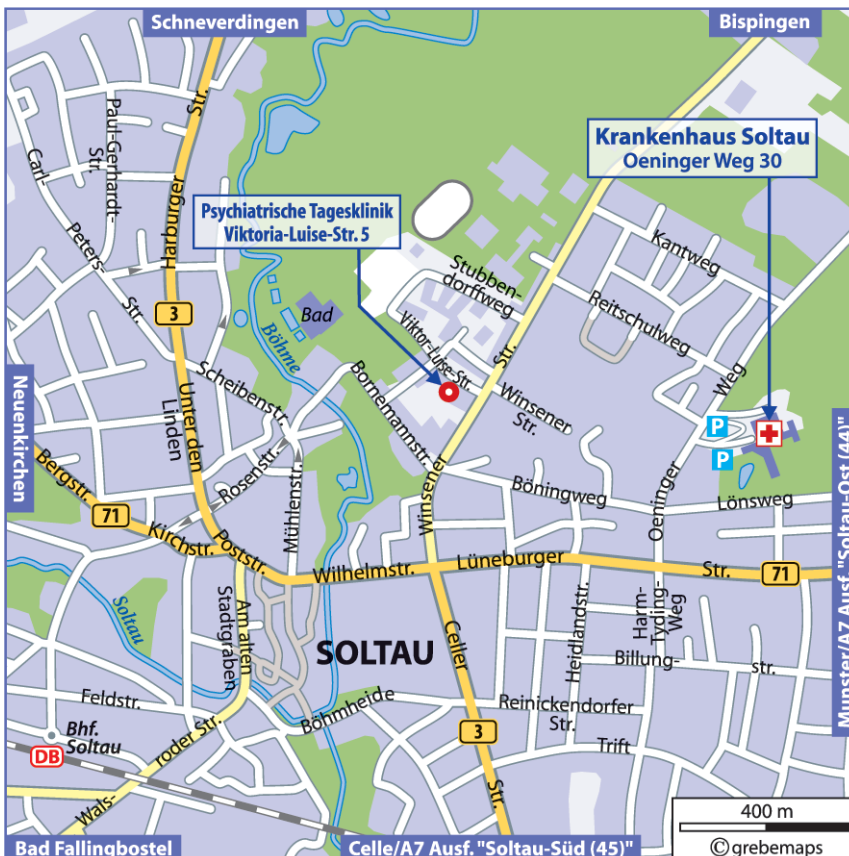 Schneverdingen
Bispingen
Krankenhaus Soltau
Oeninger Weg 30
Psychiatrische Tagesklinik
Viktoria-Luise-Str. 5
Paul-Gerhardt-
Str.
Carl-
Peters-
Str.
Harburger
Str.
3
Bad
Böhme
Stubben-
dorffweg
Viktor.-Luise-Str.
Kantweg
Reitschulweg
Winsener
Str.
Weg
Oeninger
P
P
Neuenkirchen
Scheibenstr.
Unter den
Linden
Bornemannstr.
Winsener
Str.
Böningweg
Lönsweg
Munster/A7 Ausf. "Soltau-Ost (44)"
Bergstr.
71
Kirchstr.
Rosenstr.
Mühlenstr.
Poststr.
Wilhelmstr.
Lüneburger
Str.
71
Soltau
Am alten
Stadtgraben
SOLTAU
Celler
Str.
3
Heidlandstr.
Harm-
Tyding-
Weg
Billung-
str.
Feldstr.
Böhmheide
Reinickendorfer
Str.
Trift
Bhf.
Soltau
DB
Wals-
roder Str.
400 m
© grebemaps
Bad Fallingbostel
Celle/A7 Ausf. "Soltau-Süd (45)"